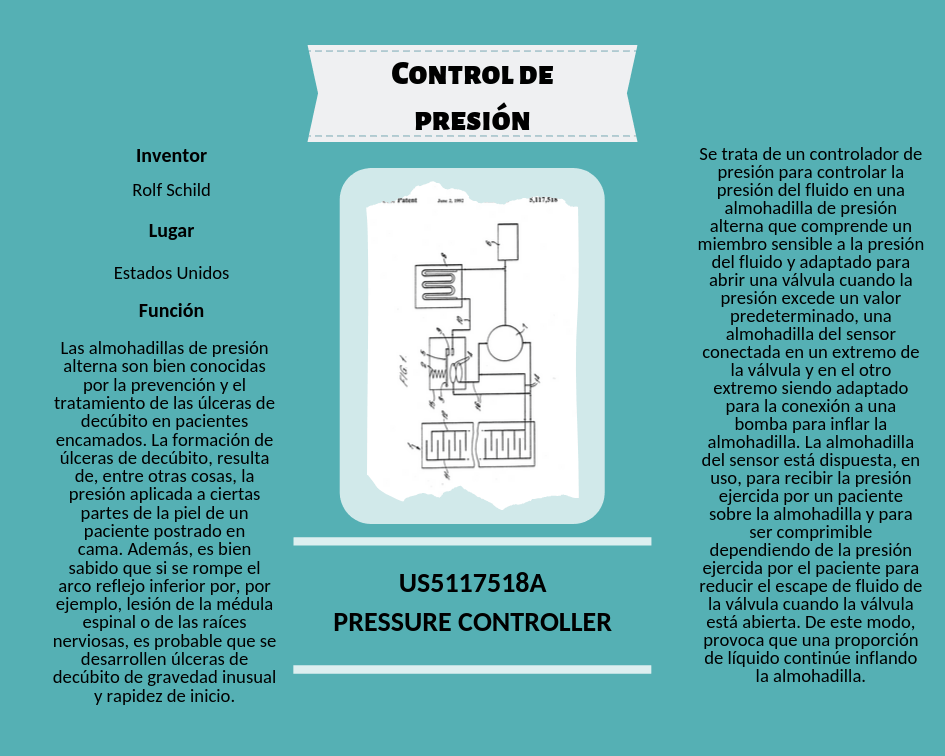 CONTROL DE
PRESIÓN
Inventor
Rolf Schild
Lugar
Estados Unidos
Función
Las almohadillas de presión
alterna son bien conocidas
por la prevención y el
tratamiento de las úlceras de
decúbito en pacientes
encamados. La formación de
úlceras de decúbito, resulta
de, entre otras cosas, la
presión aplicada a ciertas
partes de la piel de un
paciente postrado en
cama. Además, es bien
sabido que si se rompe el
arco reflejo inferior por, por
ejemplo, lesión de la médula
espinal o de las raíces
nerviosas, es probable que se
desarrollen úlceras de
decúbito de gravedad inusual
y rapidez de inicio.
Patent June 2, 1992 5,117,518
FIG 1
US5117518A
PRESSURE CONTROLLER
Se trata de un controlador de
presión para controlar la
presión del fluido en una
almohadilla de presión
alterna que comprende un
miembro sensible a la presión
del fluido y adaptado para
abrir una válvula cuando la
presión excede un valor
predeterminado, una
almohadilla del sensor
conectada en un extremo de
la válvula y en el otro
extremo siendo adaptado
para la conexión a una
bomba para inflar la
almohadilla. La almohadilla
del sensor está dispuesta, en
uso, para recibir la presión
ejercida por un paciente
sobre la almohadilla y para
ser comprimible
dependiendo de la presión
ejercida por el paciente para
reducir el escape de fluido de
la válvula cuando la válvula
está abierta. De este modo,
provoca que una proporción
de líquido continúe inflando
la almohadilla.